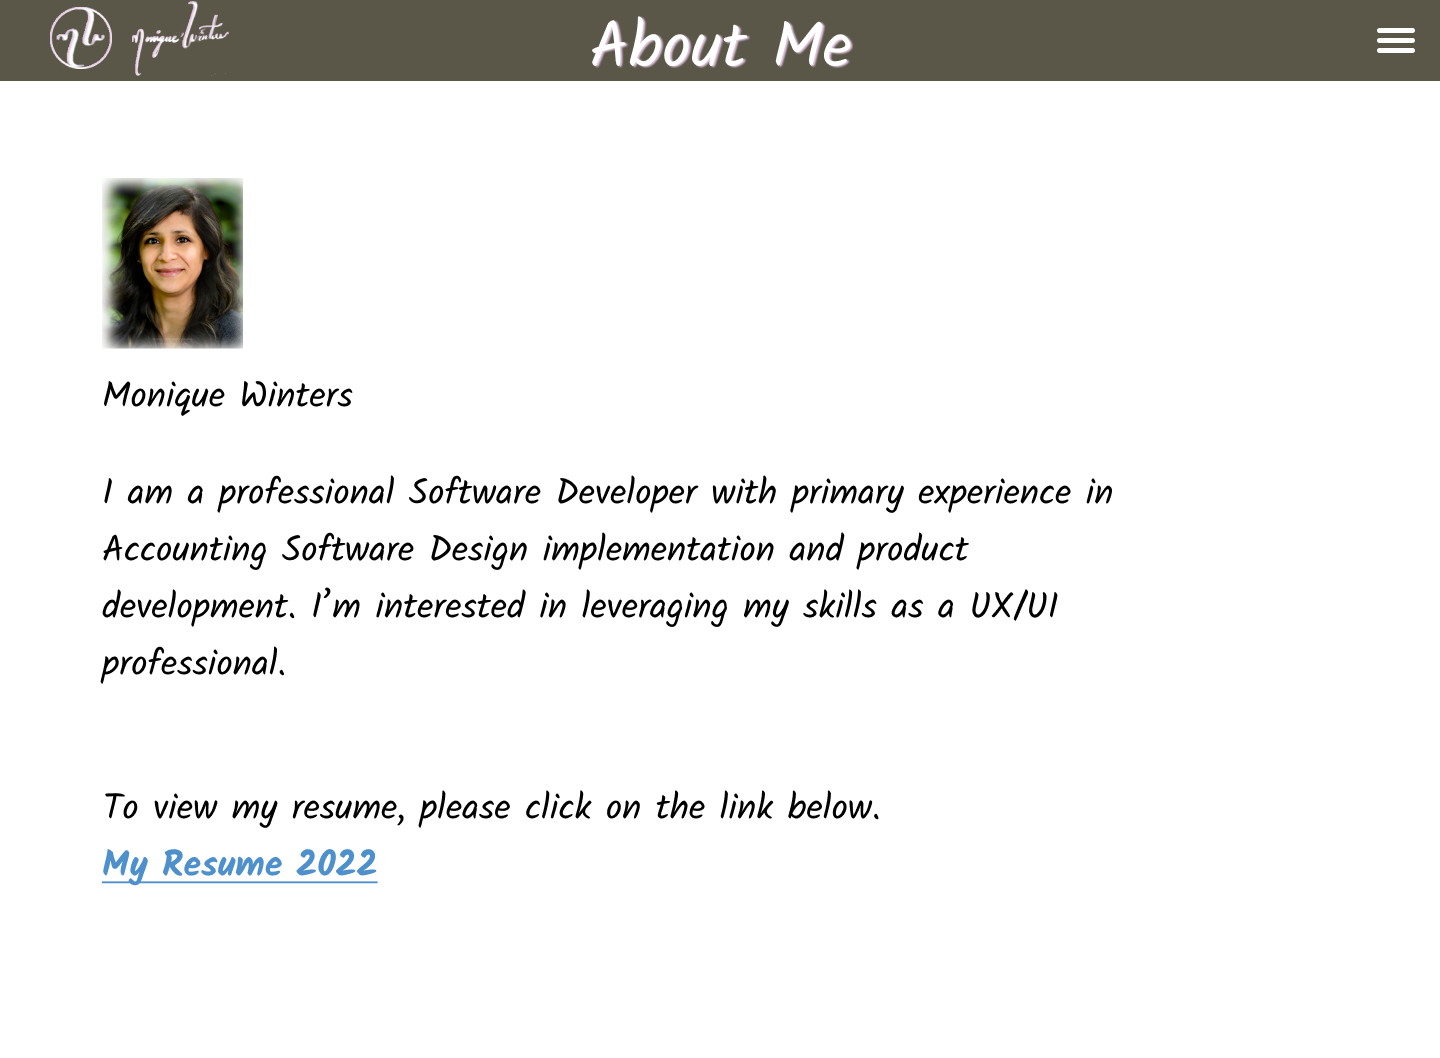 Monique Winters
About Me
Monique Winters
I am a professional Software Developer with primary experience in
Accounting Software Design implementation and product
development. I’m interested in leveraging my skills as a UX/UI
professional.
To view my resume, please click on the link below.
My Resume 2022